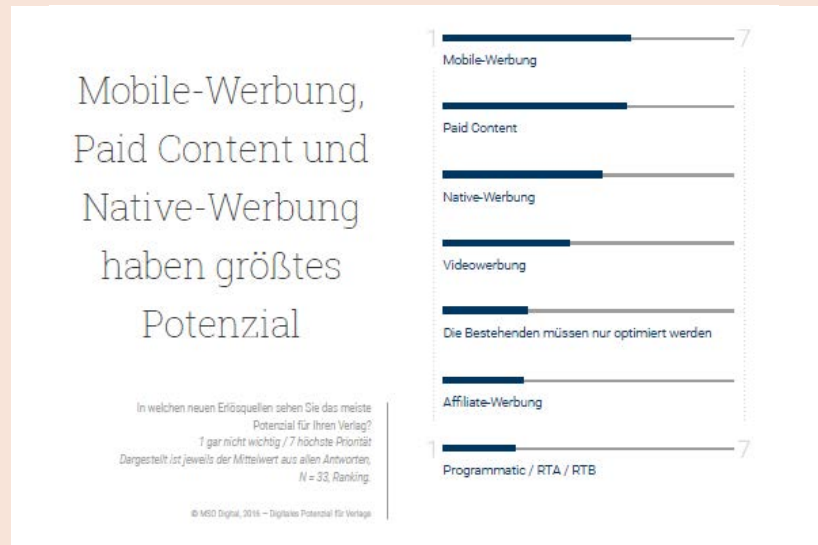 Mobile-Werbung,
Paid Content und
Native-Werbung
haben größtes
Potenzial
In welchen neuen Erlösquellen sehen Sie das meiste
Potenzial für Ihren Verlag?
1 gar nicht wichtig / 7 höchste Priorität
Dargestellt ist jeweils der Mittelwert aus allen Antworten,
N = 33, Ranking.
© MSD Digital, 2016 – Digitales Potenzial für Verlage
1 7
Mobile-Werbung
Paid Content
Native-Werbung
Videowerbung
Die Bestehenden müssen nur optimiert werden
Affiliate-Werbung
1 7
Programmatic / RTA / RTB